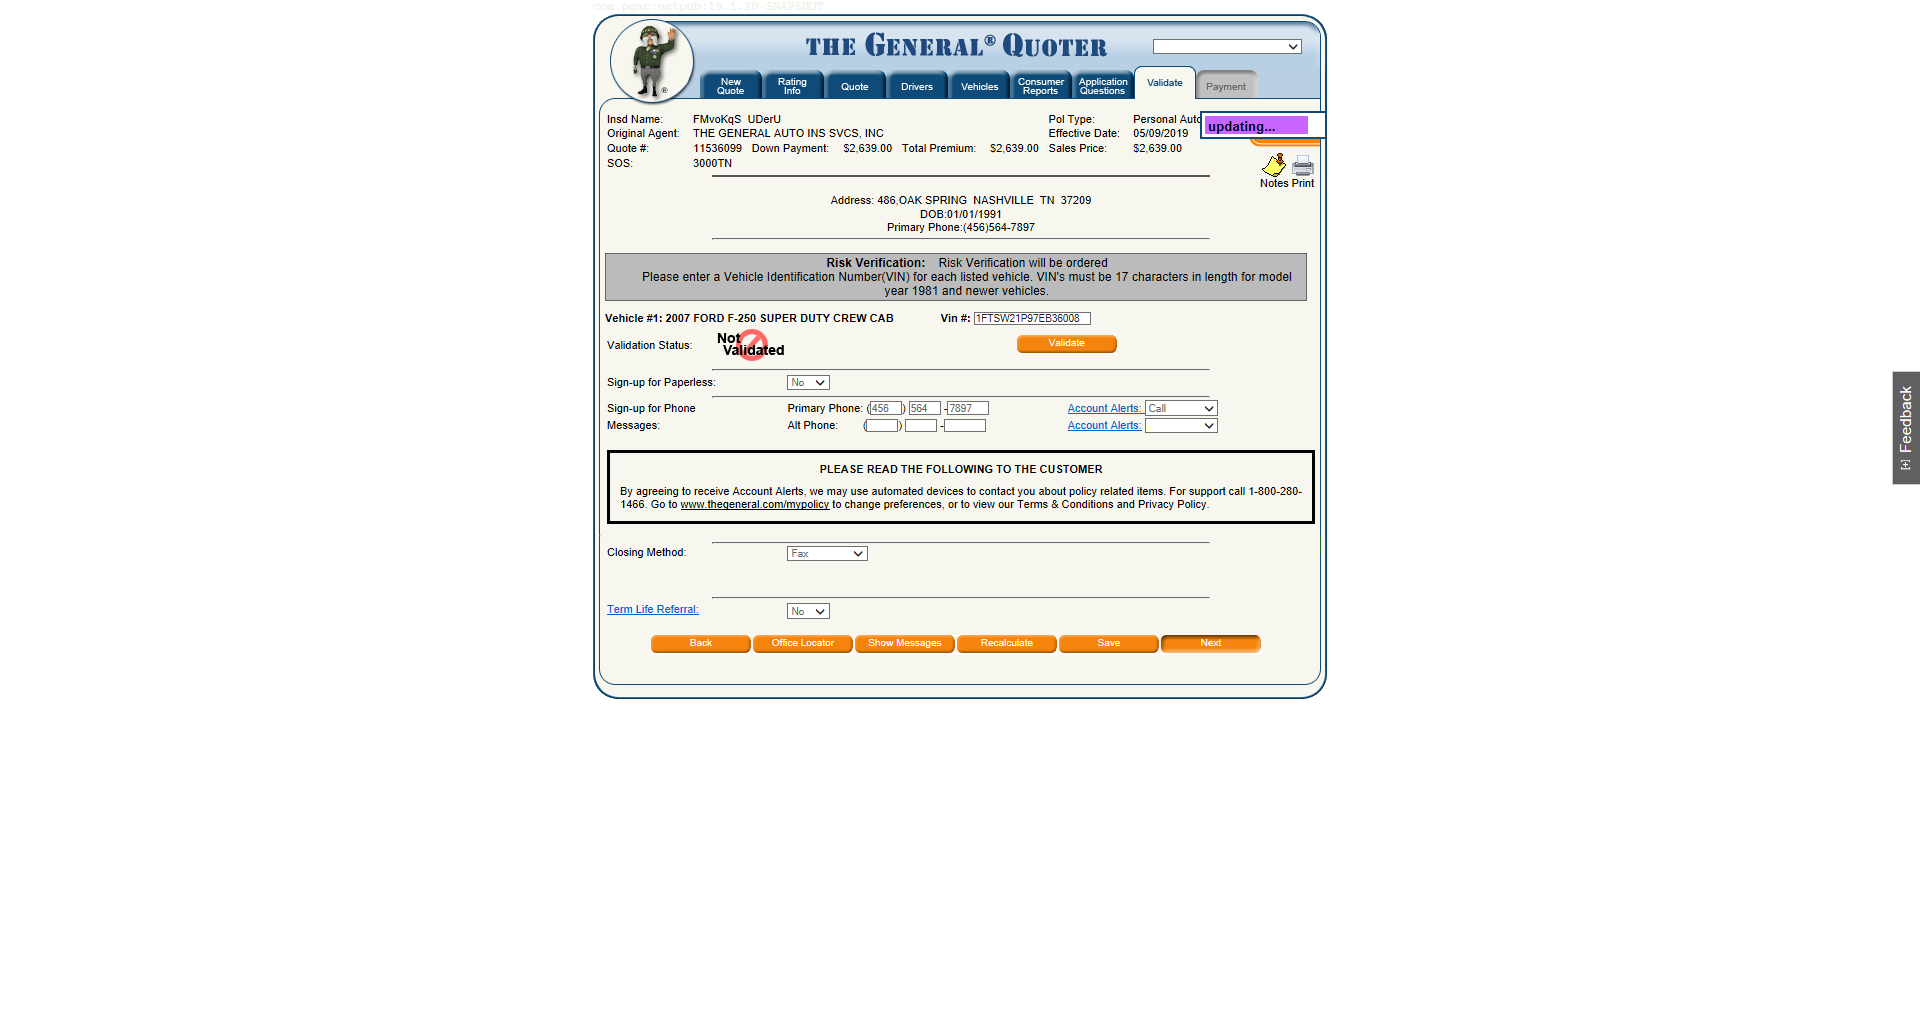 com.pgac:netpub:19.1.20-SNAPSHOT
THE GENERAL® QUOTER
New Quote
Rating Info
Quote
Drivers
Vehicles
Consumer Reports
Application Questions
Validate
Payment
Insd Name: FMvoKqS UDerU Pol Type: Personal Auto
updating...
Original Agent: THE GENERAL AUTO INS SVCS, INC Effective Date: 05/09/2019
Quote #: 11536099 Down Payment: $2,639.00 Total Premium: $2,639.00 Sales Price: $2,639.00
SOS: 3000TN
Notes Print
Address: 486,OAK SPRING NASHVILLE TN 37209
DOB:01/01/1991
Primary Phone:(456)564-7897
Risk Verification: Risk Verification will be ordered
Please enter a Vehicle Identification Number(VIN) for each listed vehicle. VIN's must be 17 characters in length for model
year 1981 and newer vehicles.
Vehicle #1: 2007 FORD F-250 SUPER DUTY CREW CAB Vin #: 1FTSW21P97EB36008
Validation Status: Not Validated Validate
Sign-up for Paperless: No
Sign-up for Phone Primary Phone: (456) 564 -7897 Account Alerts: Call
Messages: Alt Phone: ( ) - Account Alerts:
PLEASE READ THE FOLLOWING TO THE CUSTOMER
By agreeing to receive Account Alerts, we may use automated devices to contact you about policy related items. For support call 1-800-280-
1466. Go to www.thegeneral.com/mypolicy to change preferences, or to view our Terms & Conditions and Privacy Policy.
Closing Method: Fax
Term Life Referral: No
Back Office Locator Show Messages Recalculate Save Next
[+] Feedback